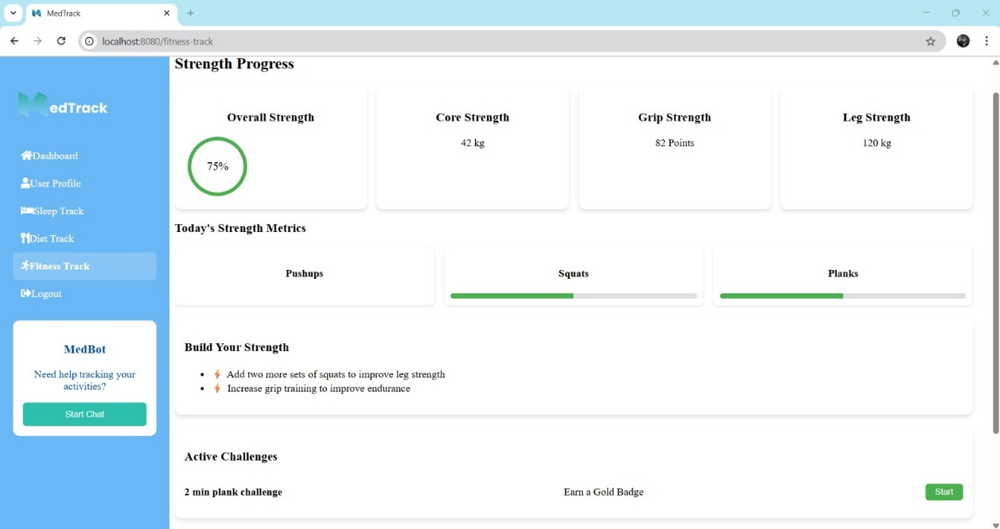 MedTrack
localhost:8080/fitness-track
MedTrack
Dashboard
User Profile
Sleep Track
Diet Track
Fitness Track
Logout
MedBot
Need help tracking your
activities?
Start Chat
Strength Progress
Overall Strength
75%
Core Strength
42 kg
Grip Strength
82 Points
Leg Strength
120 kg
Today's Strength Metrics
Pushups
Squats
Planks
Build Your Strength
Add two more sets of squats to improve leg strength
Increase grip training to improve endurance
Active Challenges
2 min plank challenge
Earn a Gold Badge
Start